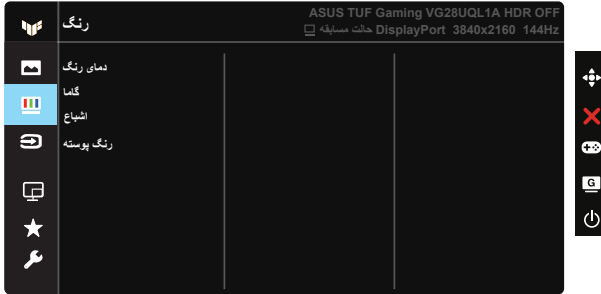 رنگ
ASUS TUF Gaming VG28UQL1A HDR OFF
حالت مسابقه DisplayPort 3840x2160 144Hz
دمای رنگ
گاما
اشباع
رنگ پوسته
G